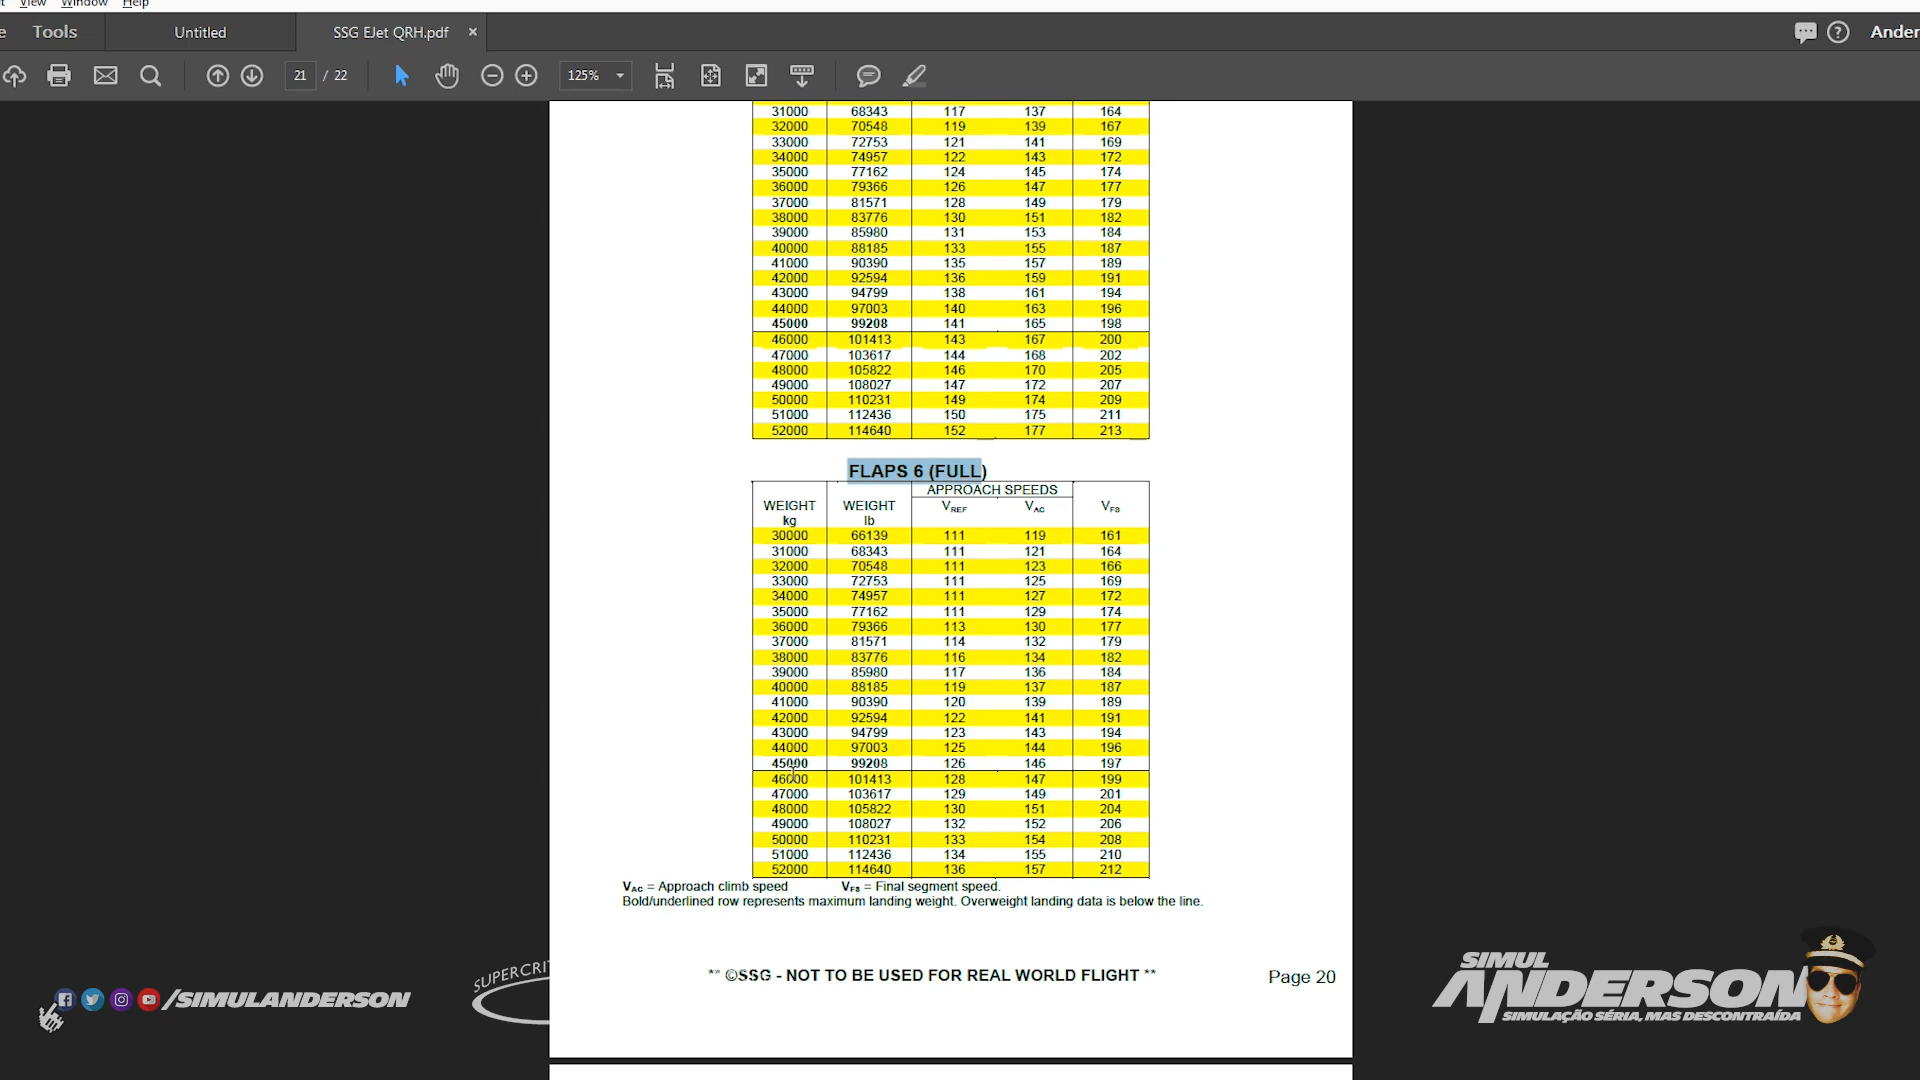 View Window Help
Tools Untitled SSG EJet QRH.pdf × ? Ander
21 / 22 125%
31000 68343 117 137 164
32000 70548 119 139 167
33000 72753 121 141 169
34000 74957 122 143 172
35000 77162 124 145 174
36000 79366 126 147 177
37000 81571 128 149 179
38000 83776 130 151 182
39000 85980 131 153 184
40000 88185 133 155 187
41000 90390 135 157 189
42000 92594 136 159 191
43000 94799 138 161 194
44000 97003 140 163 196
45000 99208 141 165 198
46000 101413 143 167 200
47000 103617 144 168 202
48000 105822 146 170 205
49000 108027 147 172 207
50000 110231 149 174 209
51000 112436 150 175 211
52000 114640 152 177 213
FLAPS 6 (FULL)
APPROACH SPEEDS
WEIGHT WEIGHT VREF VAC VFS
kg lb
30000 66139 111 119 161
31000 68343 111 121 164
32000 70548 111 123 166
33000 72753 111 125 169
34000 74957 111 127 172
35000 77162 111 129 174
36000 79366 113 130 177
37000 81571 114 132 179
38000 83776 116 134 182
39000 85980 117 136 184
40000 88185 119 137 187
41000 90390 120 139 189
42000 92594 122 141 191
43000 94799 123 143 194
44000 97003 125 144 196
45000 99208 126 146 197
46000 101413 128 147 199
47000 103617 129 149 201
48000 105822 130 151 204
49000 108027 132 152 206
50000 110231 133 154 208
51000 112436 134 155 210
52000 114640 136 157 212
VAC = Approach climb speed VFS = Final segment speed.
Bold/underlined row represents maximum landing weight. Overweight landing data is below the line.
** ©SSG - NOT TO BE USED FOR REAL WORLD FLIGHT ** Page 20
/SIMULANDERSON
SUPERCRIT
SIMUL
ANDERSON
SIMULAÇÃO SÉRIA, MAS DESCONTRAÍDA